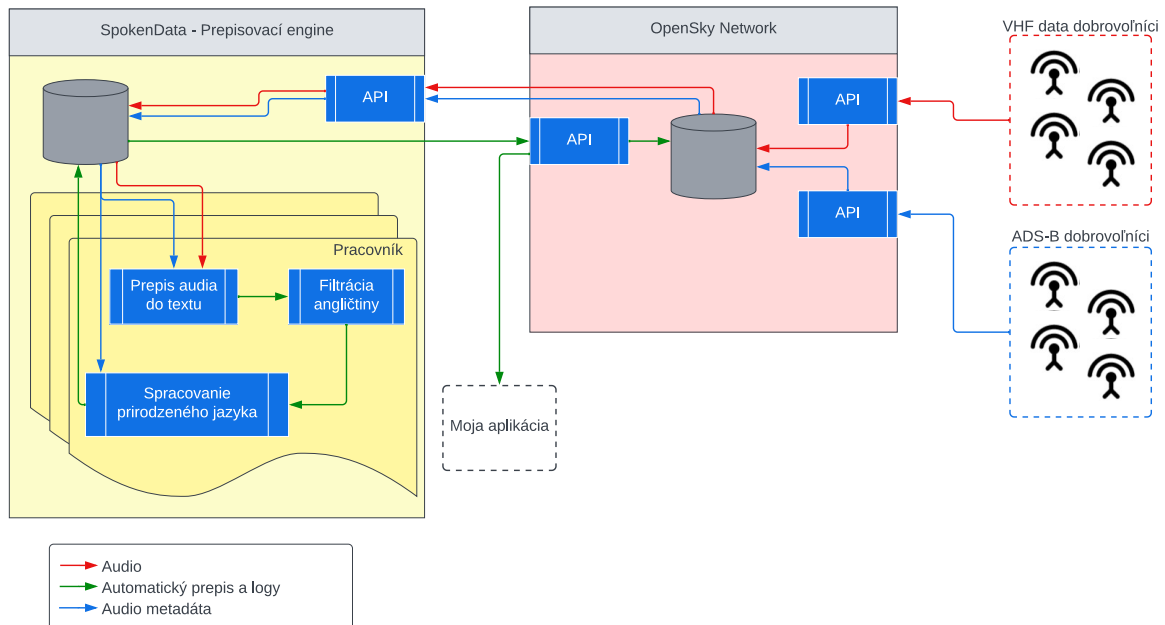 SpokenData - Prepisovací engine
OpenSky Network
VHF data dobrovoľníci
API
API
API
API
ADS-B dobrovoľníci
Pracovník
Prepis audia
do textu
Filtrácia
angličtiny
Spracovanie
prirodzeného jazyka
Moja aplikácia
Audio
Automatický prepis a logy
Audio metadáta